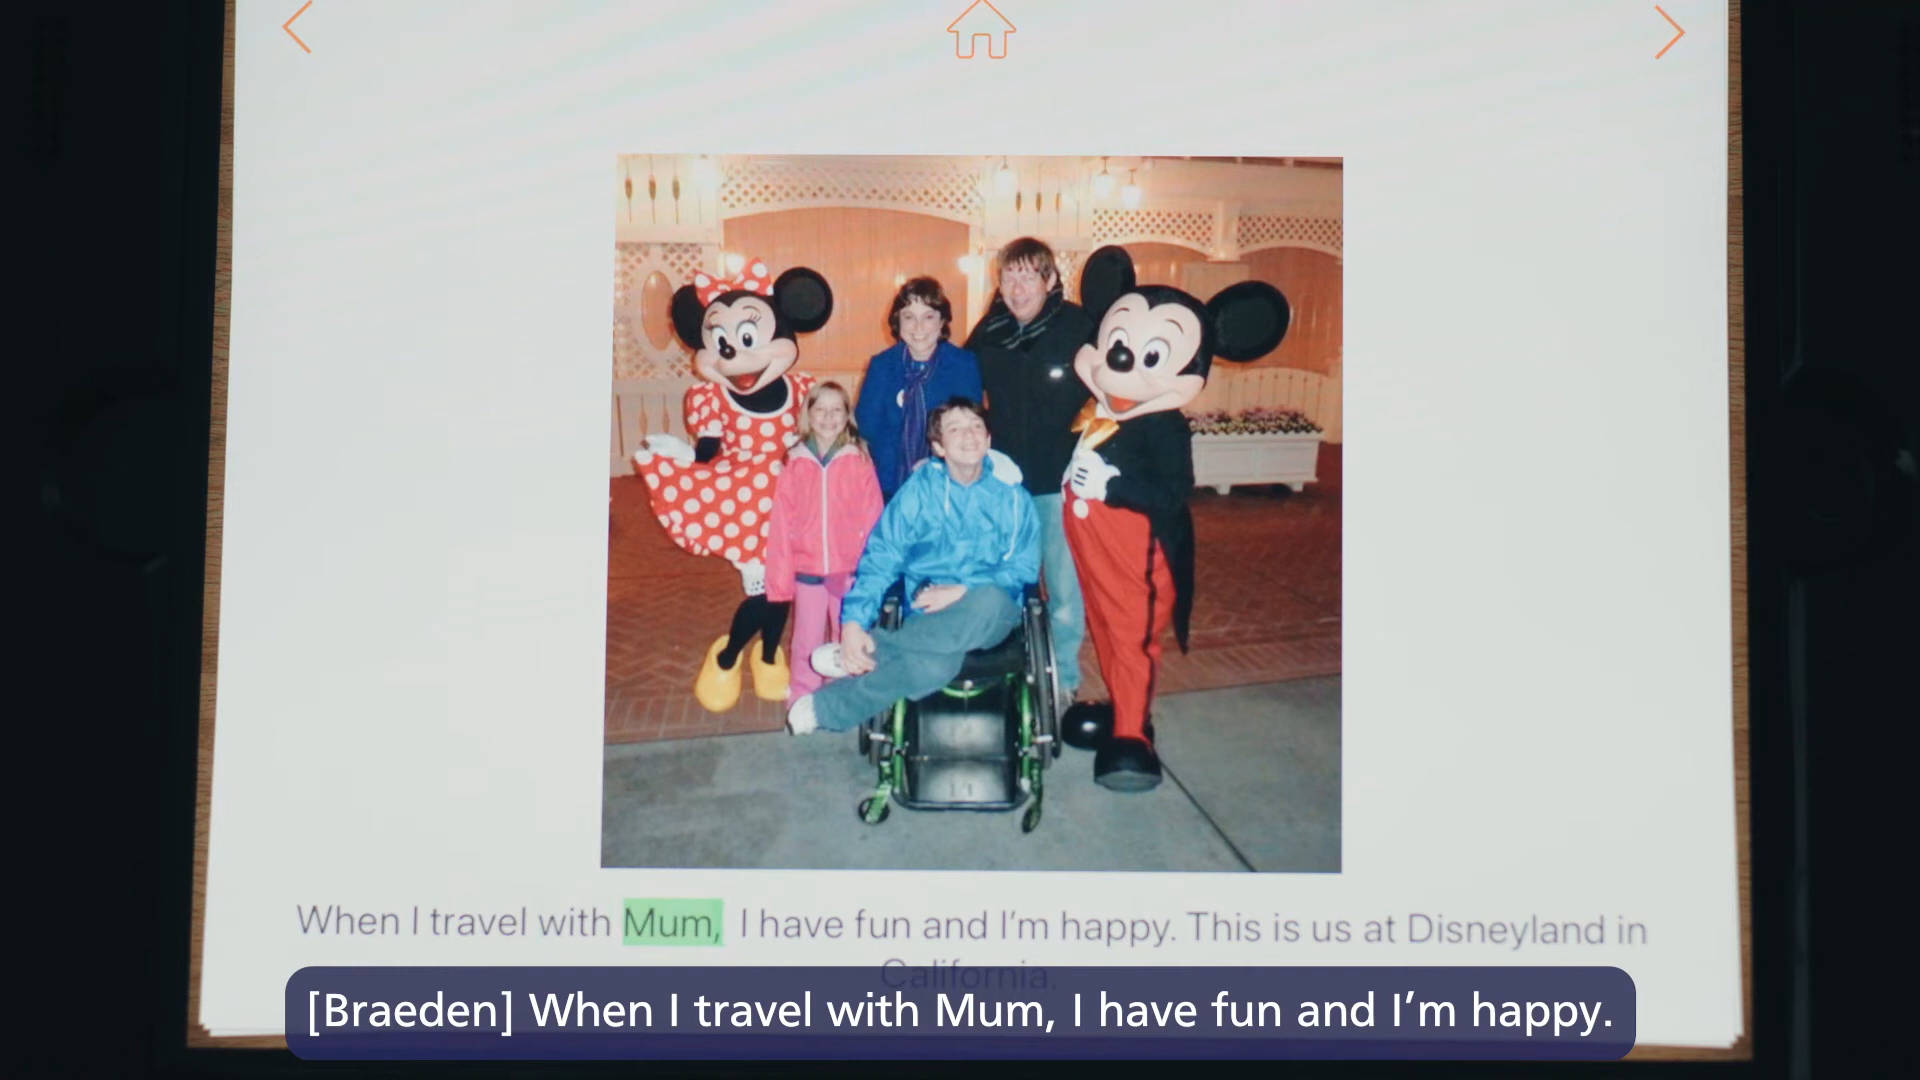 When I travel with Mum, I have fun and I'm happy. This is us at Disneyland in
California.
[Braeden] When I travel with Mum, I have fun and I’m happy.